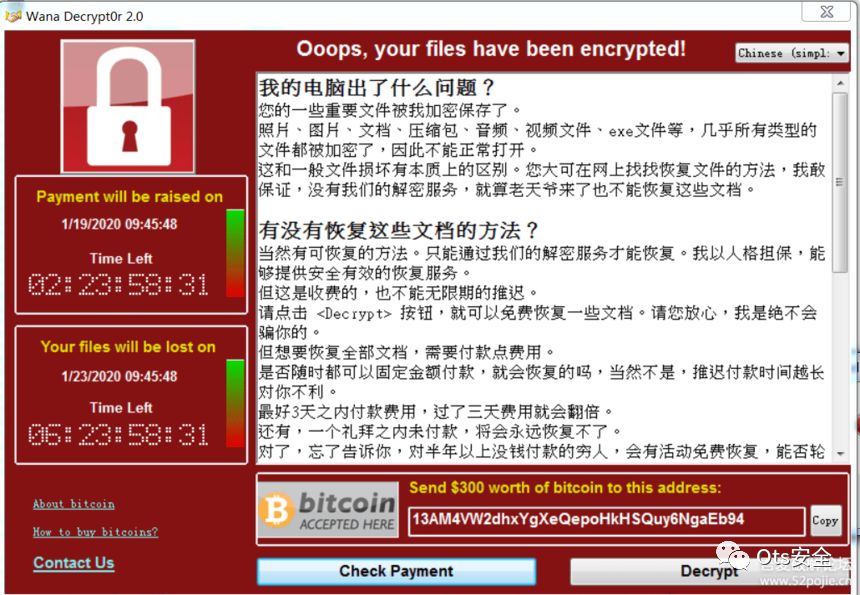 Wana Decrypt0r 2.0
Ooops, your files have been encrypted!
Chinese (simpl:
Payment will be raised on
1/19/2020 09:45:48
Time Left
02:23:58:31
Your files will be lost on
1/23/2020 09:45:48
Time Left
06:23:58:31
About bitcoin
How to buy bitcoins?
Contact Us
我的电脑出了什么问题？
您的一些重要文件被我加密保存了。
照片、图片、文档、压缩包、音频、视频文件、exe文件等，几乎所有类型的
文件都被加密了，因此不能正常打开。
这和一般文件损坏有本质上的区别。您大可在网上找找恢复文件的方法，我敢
保证，没有我们的解密服务，就算老天爷来了也不能恢复这些文档。
有没有恢复这些文档的方法？
当然有可恢复的方法。只能通过我们的解密服务才能恢复。我以人格担保，能
够提供安全有效的恢复服务。
但这是收费的，也不能无限期的推迟。
请点击 <Decrypt> 按钮，就可以免费恢复一些文档。请您放心，我是绝不会
骗你的。
但想要恢复全部文档，需要付款点费用。
是否随时都可以固定金额付款，就会恢复的吗，当然不是，推迟付款时间越长
对你不利。
最好3天之内付款费用，过了三天费用就会翻倍。
还有，一个礼拜之内未付款，将会永远恢复不了。
对了，忘了告诉你，对半年以上没钱付款的穷人，会有活动免费恢复，能否轮
bitcoin
ACCEPTED HERE
Send $300 worth of bitcoin to this address:
13AM4VW2dhxYgXeQepoHkHSQuy6NgaEb94
Copy
Check Payment
Decrypt
Ots安全
www.52pojie.cn